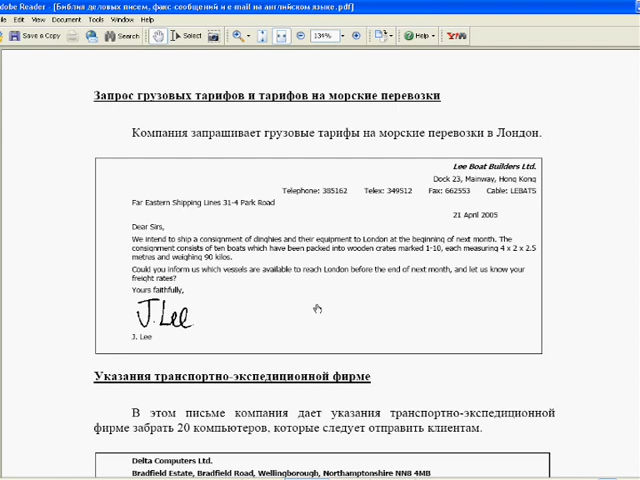 Adobe Reader - [Библия деловых писем, факс-сообщений и e-mail на английском языке.pdf]
File Edit View Document Tools Window Help
Save a Copy Search Select 134% Help
Запрос грузовых тарифов и тарифов на морские перевозки
Компания запрашивает грузовые тарифы на морские перевозки в Лондон.
Lee Boat Builders Ltd.
Dock 23, Mainway, Hong Kong
Telephone: 385162 Telex: 349512 Fax: 662553 Cable: LEBATS
Far Eastern Shipping Lines 31-4 Park Road
21 April 2005
Dear Sirs,
We intend to ship a consignment of dinghies and their equipment to London at the beginning of next month. The
consignment consists of ten boats which have been packed into wooden crates marked 1-10, each measuring 4 x 2 x 2.5
metres and weighing 90 kilos.
Could you inform us which vessels are available to reach London before the end of next month, and let us know your
freight rates?
Yours faithfully,
J. Lee
J. Lee
Указания транспортно-экспедиционной фирме
В этом письме компания дает указания транспортно-экспедиционной
фирме забрать 20 компьютеров, которые следует отправить клиентам.
Delta Computers Ltd.
Bradfield Estate, Bradfield Road, Wellingborough, Northamptonshire NN8 4MB